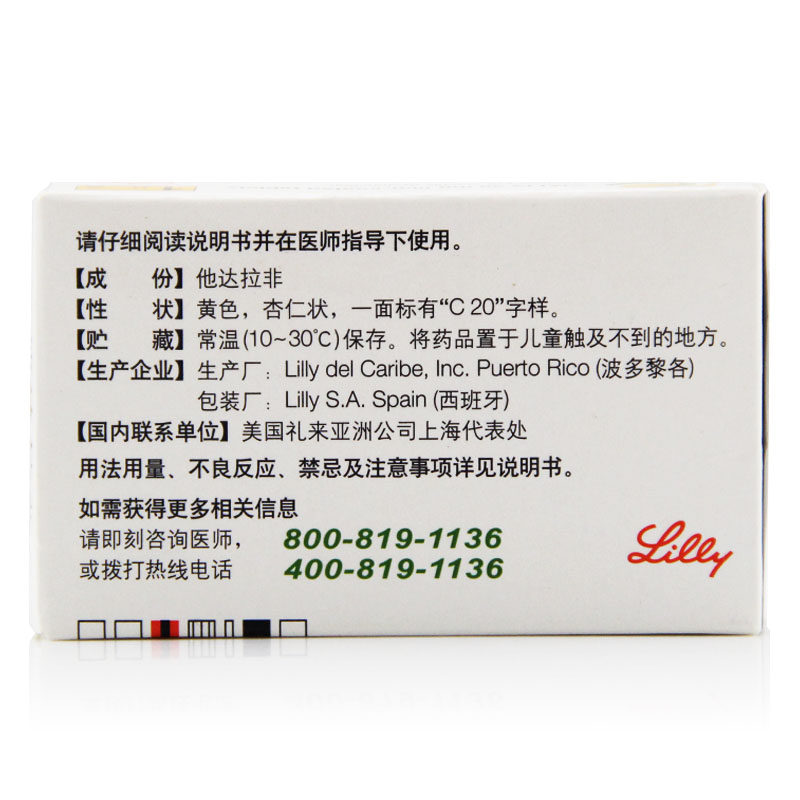 请仔细阅读说明书并在医师指导下使用。
【成 份】他达拉非
【性 状】黄色，杏仁状，一面标有“C 20”字样。
【贮 藏】常温(10~30℃)保存。将药品置于儿童触及不到的地方。
【生产企业】生产厂：Lilly del Caribe, Inc. Puerto Rico (波多黎各)
包装厂：Lilly S.A. Spain (西班牙)
【国内联系单位】美国礼来亚洲公司上海代表处
用法用量、不良反应、禁忌及注意事项详见说明书。
如需获得更多相关信息
请即刻咨询医师， 800-819-1136
或拨打热线电话 400-819-1136
Lilly